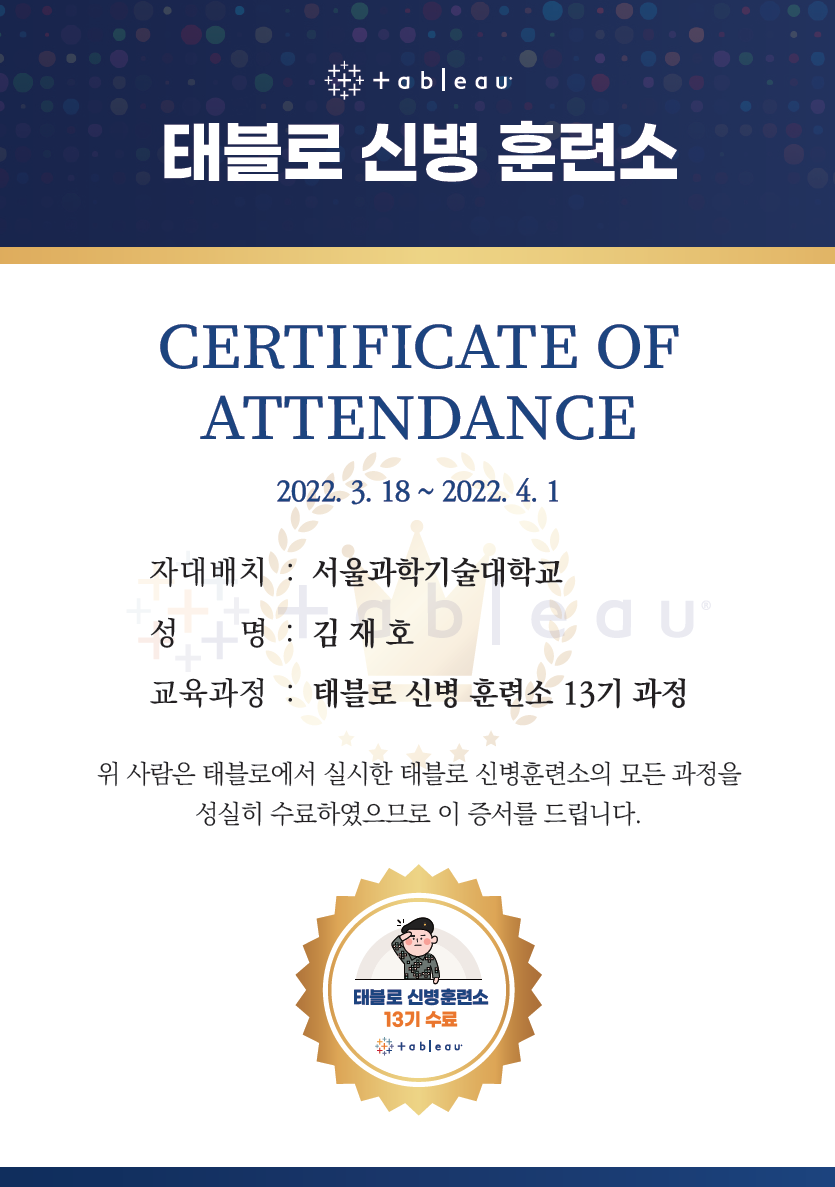 +ableau
태블로 신병 훈련소
CERTIFICATE OF
ATTENDANCE
2022. 3. 18 ~ 2022. 4. 1
자대배치 : 서울과학기술대학교
성 명 : 김 재 호
교육과정 : 태블로 신병 훈련소 13기 과정
+ableau®
위 사람은 태블로에서 실시한 태블로 신병훈련소의 모든 과정을
성실히 수료하였으므로 이 증서를 드립니다.
태블로 신병훈련소
13기 수료
+ableau